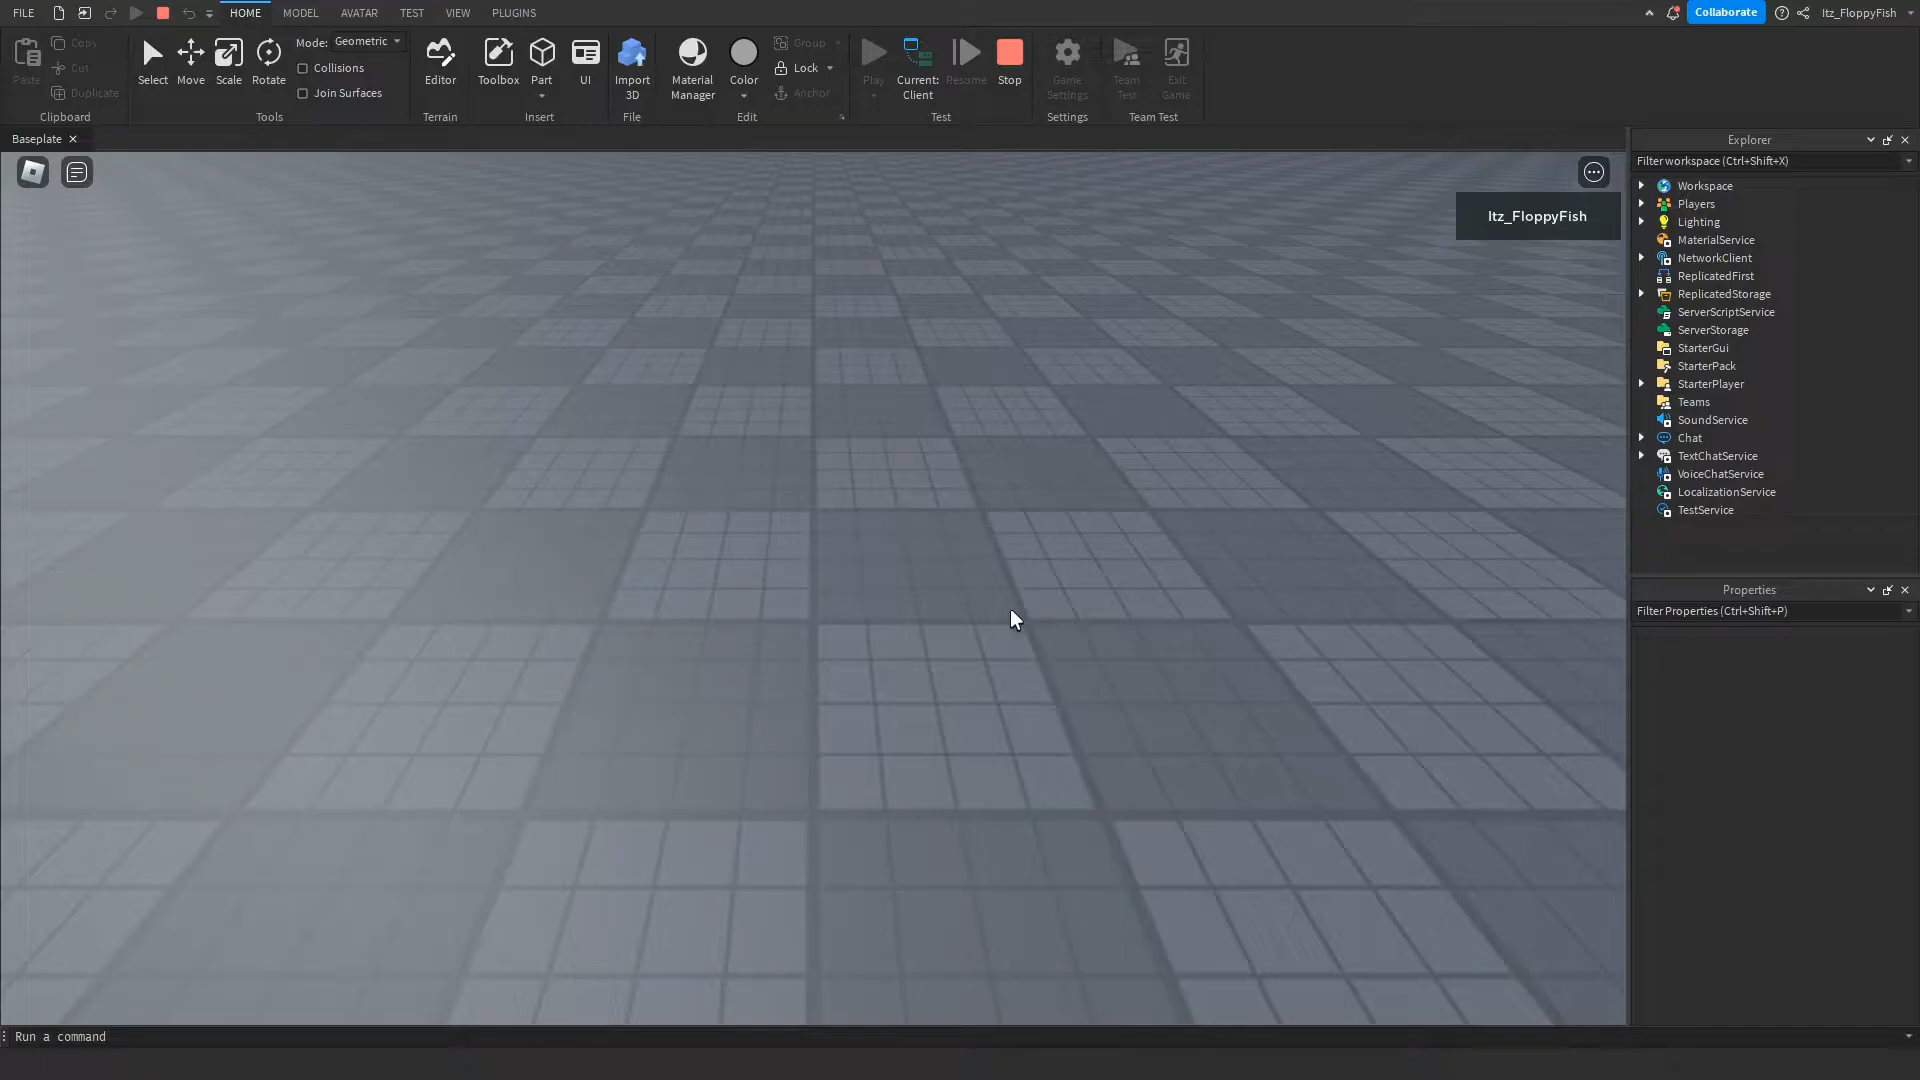 FILE HOME MODEL AVATAR TEST VIEW PLUGINS Collaborate Itz_FloppyFish
Paste Copy Cut Duplicate
Clipboard
Select Move Scale Rotate Mode: Geometric
Collisions
Join Surfaces
Tools
Editor
Terrain
Toolbox Part UI
Insert
Import
3D
File
Material
Manager
Color
Group
Lock
Anchor
Edit
Play Current:
Client
Resume Stop
Test
Game
Settings
Settings
Team
Test
Exit
Game
Team Test
Baseplate
Itz_FloppyFish
Explorer
Filter workspace (Ctrl+Shift+X)
Workspace
Players
Lighting
MaterialService
NetworkClient
ReplicatedFirst
ReplicatedStorage
ServerScriptService
ServerStorage
StarterGui
StarterPack
StarterPlayer
Teams
SoundService
Chat
TextChatService
VoiceChatService
LocalizationService
TestService
Properties
Filter Properties (Ctrl+Shift+P)
Run a command